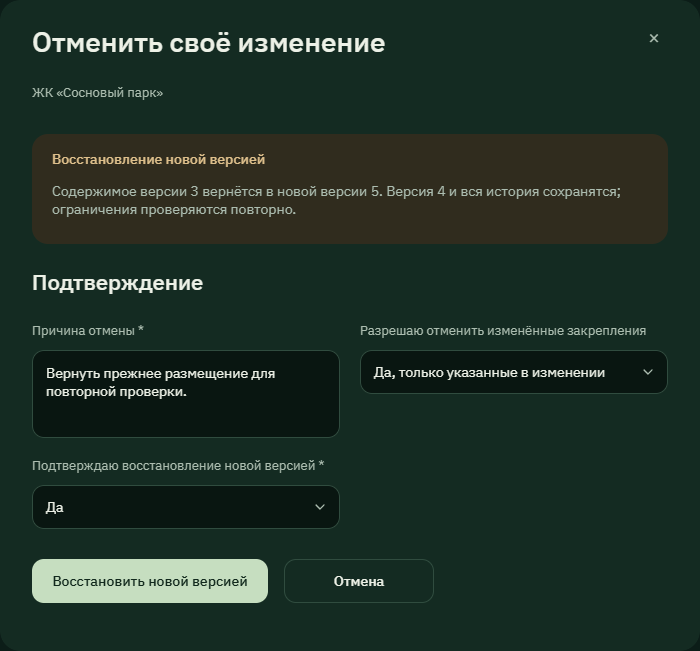 Отменить своё изменение
×
ЖК «Сосновый парк»
Восстановление новой версией
Содержимое версии 3 вернётся в новой версии 5. Версия 4 и вся история сохранятся;
ограничения проверяются повторно.
Подтверждение
Причина отмены *
Разрешаю отменить изменённые закрепления
Вернуть прежнее размещение для
повторной проверки.
Да, только указанные в изменении
Подтверждаю восстановление новой версией *
Да
Восстановить новой версией
Отмена